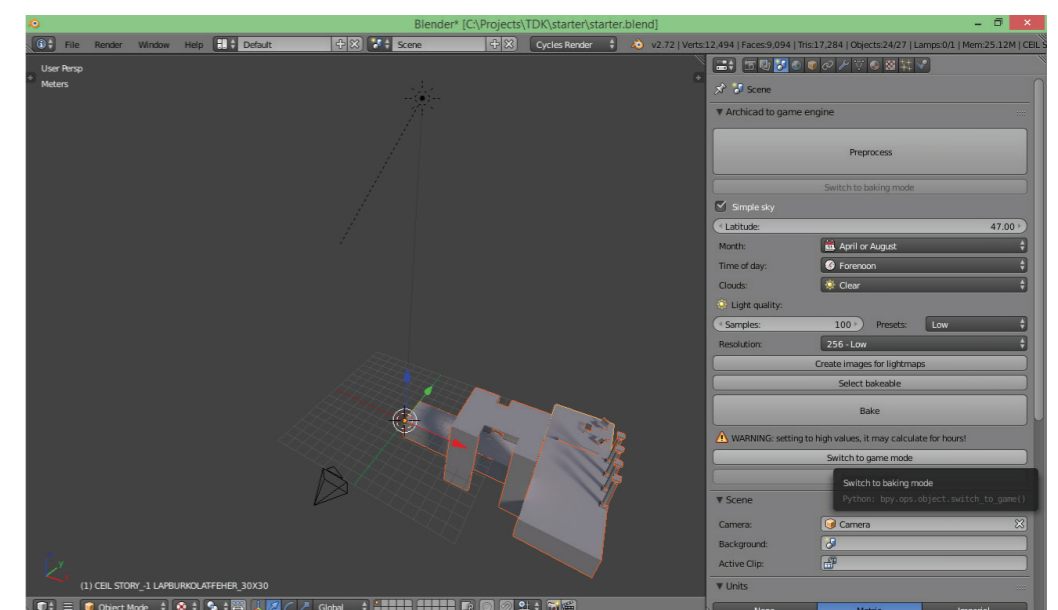 Blender* [C:\Projects\TDK\starter\starter.blend]
File Render Window Help Default Scene Cycles Render v2.72 | Verts:12,494 | Faces:9,094 | Tris:17,284 | Objects:24/27 | Lamps:0/1 | Mem:25.12M | CEIL S
User Persp
Meters
Scene
Archicad to game engine
Preprocess
Switch to baking mode
Simple sky
Latitude: 47.00
Month: April or August
Time of day: Forenoon
Clouds: Clear
Light quality:
Samples: 100 Presets: Low
Resolution: 256 - Low
Create images for lightmaps
Select bakeable
Bake
WARNING: setting to high values, it may calculate for hours!
Switch to game mode
Switch to baking mode
Python: bpy.ops.object.switch_to_game()
Scene
Camera: Camera
Background:
Active Clip:
Units
None Metric Imperial
(1) CEIL STORY_-1 LAPBURKOLAT-FEHER_30X30
Object Mode Global